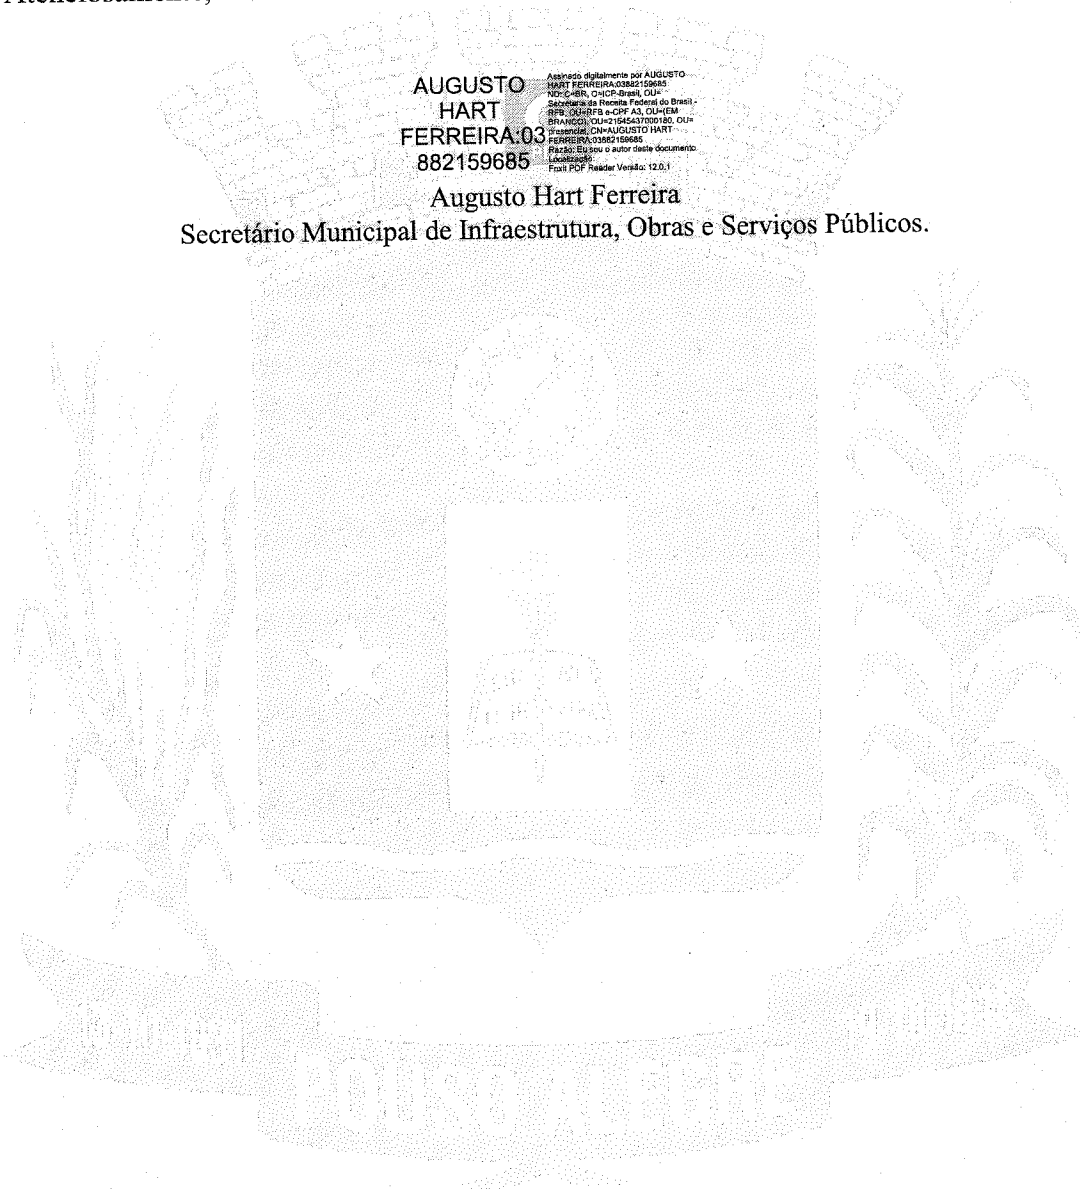 Atenciosamente,
AUGUSTO
HART
FERREIRA:03
882159685
Assinado digitalmente por AUGUSTO
HART FERREIRA:03882159685
ND: C=BR, O=ICP-Brasil, OU=
Secretaria da Receita Federal do Brasil -
RFB, OU=RFB e-CPF A3, OU=(EM
BRANCO), OU=21545437000180, OU=
presencial, CN=AUGUSTO HART
FERREIRA:03882159685
Razão: Eu sou o autor deste documento
Localização:
Foxit PDF Reader Versão: 12.0.1
Augusto Hart Ferreira
Secretário Municipal de Infraestrutura, Obras e Serviços Públicos.
POUSO ALEGRE